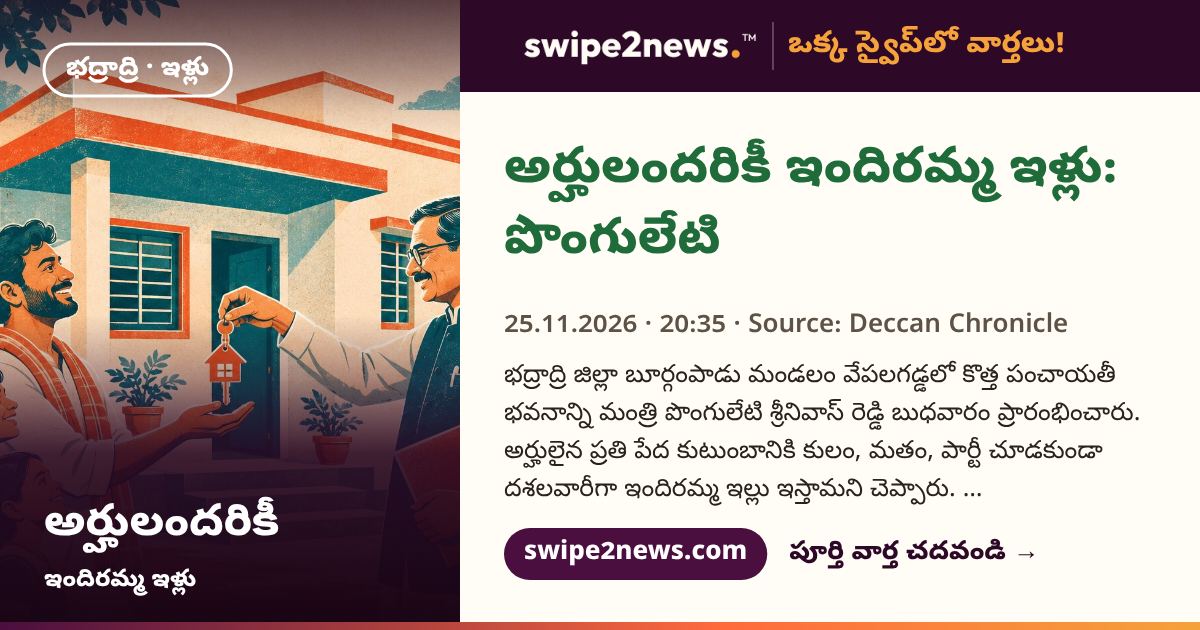 భద్రాద్రి · ఇళ్లు
అర్హులందరికీ
ఇందిరమ్మ ఇళ్లు
swipe2news.™ ఒక్క స్వైప్‌లో వార్తలు!
అర్హులందరికీ ఇందిరమ్మ ఇళ్లు:
పొంగులేటి
25.11.2026 · 20:35 · Source: Deccan Chronicle
భద్రాద్రి జిల్లా బూర్గంపాడు మండలం వేపలగడ్డలో కొత్త పంచాయతీ
భవనాన్ని మంత్రి పొంగులేటి శ్రీనివాస్ రెడ్డి బుధవారం ప్రారంభించారు.
అర్హులైన ప్రతి పేద కుటుంబానికి కులం, మతం, పార్టీ చూడకుండా
దశలవారీగా ఇందిరమ్మ ఇల్లు ఇస్తామని చెప్పారు. ...
swipe2news.com పూర్తి వార్త చదవండి →